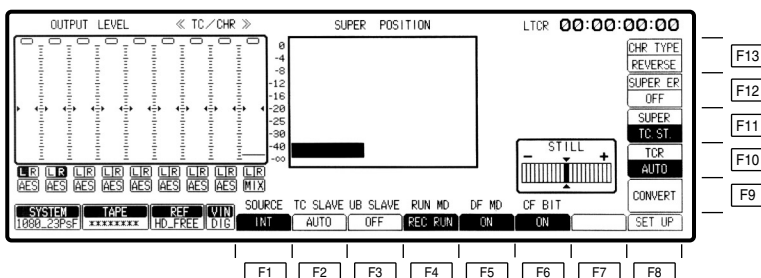 OUTPUT LEVEL
≪ TC/CHR ≫
SUPER POSITION
LTCR 00:00:00:00
0
-4
-8
-12
-16
-20
-25
-30
-40
-∞
CHR TYPE
REVERSE
SUPER ER
OFF
SUPER
TC ST.
TCR
AUTO
CONVERT
SET UP
F13
F12
F11
F10
F9
STILL
- +
L R L R L R L R L R L R L R L R L R
AES AES AES AES AES AES AES AES MIX
SYSTEM TAPE REF VIN
1080_23PsF ******** HD_FREE DIG
SOURCE TC SLAVE UB SLAVE RUN MD DF MD CF BIT
INT AUTO OFF REC RUN ON ON
F1 F2 F3 F4 F5 F6 F7 F8